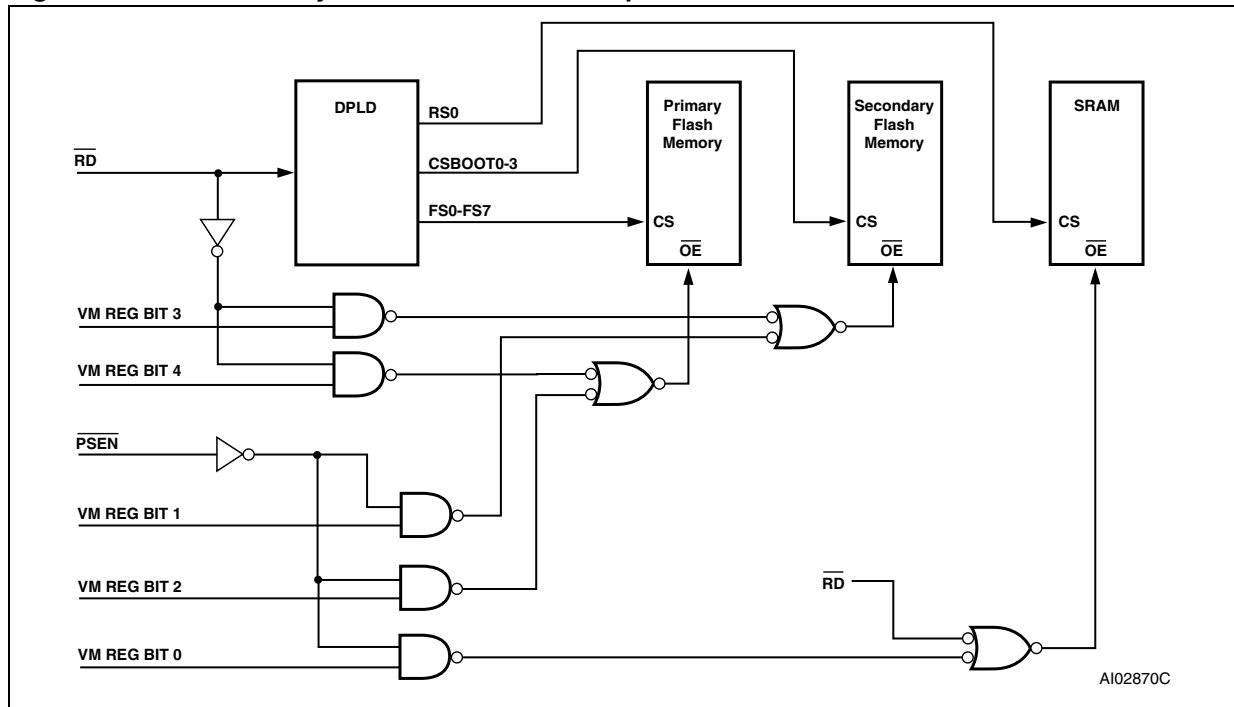 DPLD
RS0
CSBOOT0-3
FS0-FS7
Primary
Flash
Memory
CS
OE
Secondary
Flash
Memory
CS
OE
SRAM
CS
OE
RD
VM REG BIT 3
VM REG BIT 4
PSEN
VM REG BIT 1
VM REG BIT 2
VM REG BIT 0
RD
AI02870C